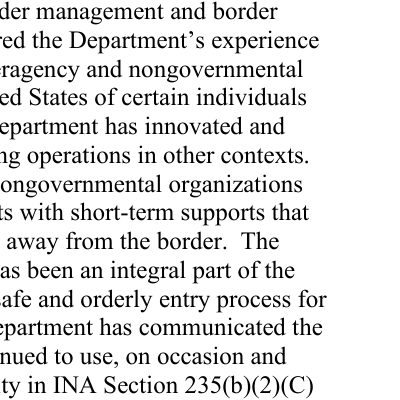 der management and border
red the Department’s experience
eragency and nongovernmental
ed States of certain individuals
epartment has innovated and
ng operations in other contexts.
ongovernmental organizations
ts with short-term supports that
away from the border.  The
as been an integral part of the
afe and orderly entry process for
epartment has communicated the
nued to use, on occasion and
ty in INA Section 235(b)(2)(C)